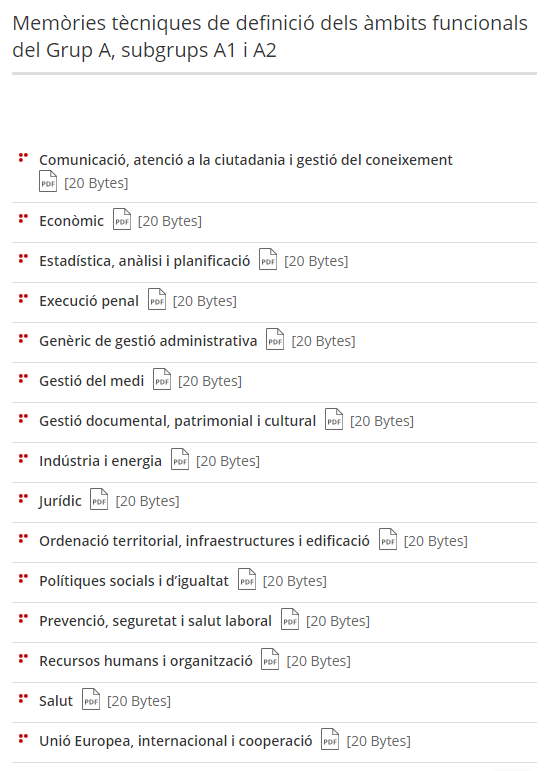 Memòries tècniques de definició dels àmbits funcionals
del Grup A, subgrups A1 i A2
Comunicació, atenció a la ciutadania i gestió del coneixement
PDF [20 Bytes]
Econòmic PDF [20 Bytes]
Estadística, anàlisi i planificació PDF [20 Bytes]
Execució penal PDF [20 Bytes]
Genèric de gestió administrativa PDF [20 Bytes]
Gestió del medi PDF [20 Bytes]
Gestió documental, patrimonial i cultural PDF [20 Bytes]
Indústria i energia PDF [20 Bytes]
Jurídic PDF [20 Bytes]
Ordenació territorial, infraestructures i edificació PDF [20 Bytes]
Polítiques socials i d’igualtat PDF [20 Bytes]
Prevenció, seguretat i salut laboral PDF [20 Bytes]
Recursos humans i organització PDF [20 Bytes]
Salut PDF [20 Bytes]
Unió Europea, internacional i cooperació PDF [20 Bytes]